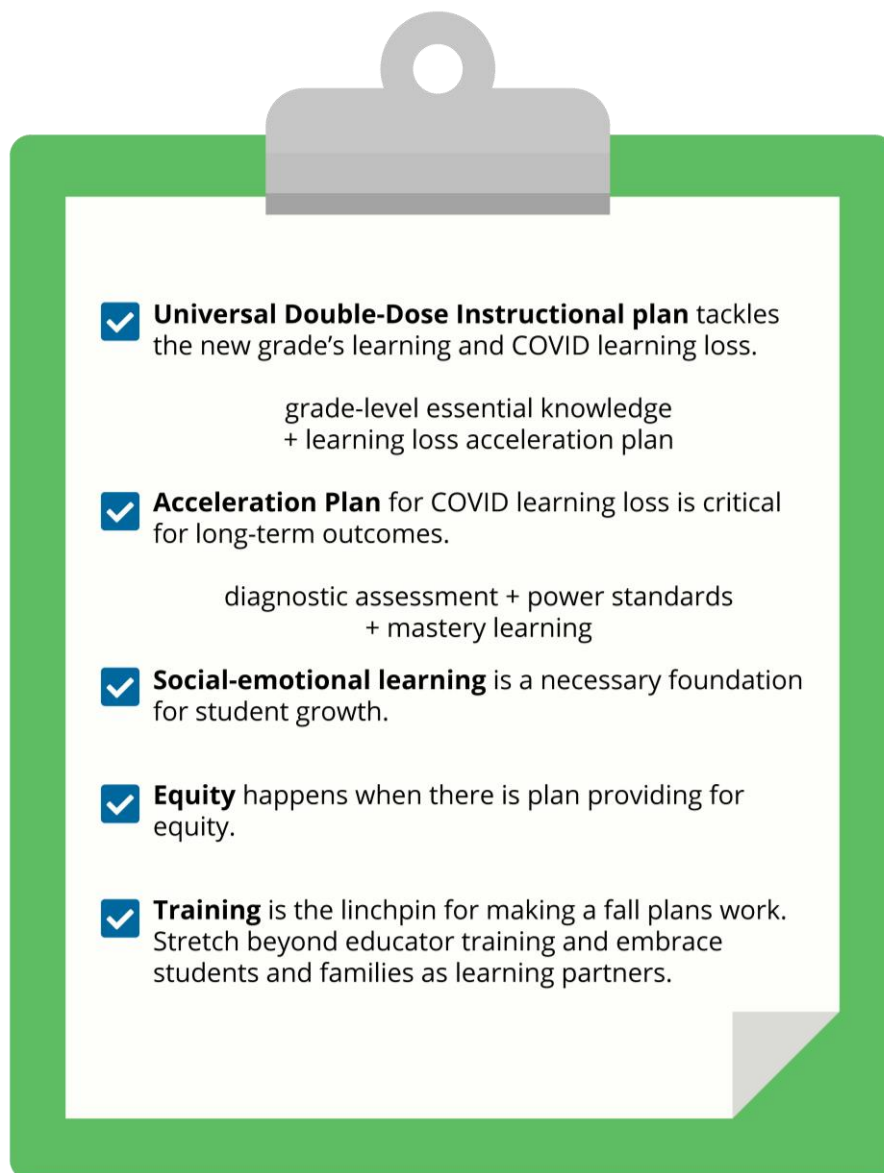 Universal Double-Dose Instructional plan tackles
the new grade’s learning and COVID learning loss.
grade-level essential knowledge
+ learning loss acceleration plan
Acceleration Plan for COVID learning loss is critical
for long-term outcomes.
diagnostic assessment + power standards
+ mastery learning
Social-emotional learning is a necessary foundation
for student growth.
Equity happens when there is plan providing for
equity.
Training is the linchpin for making a fall plans work.
Stretch beyond educator training and embrace
students and families as learning partners.